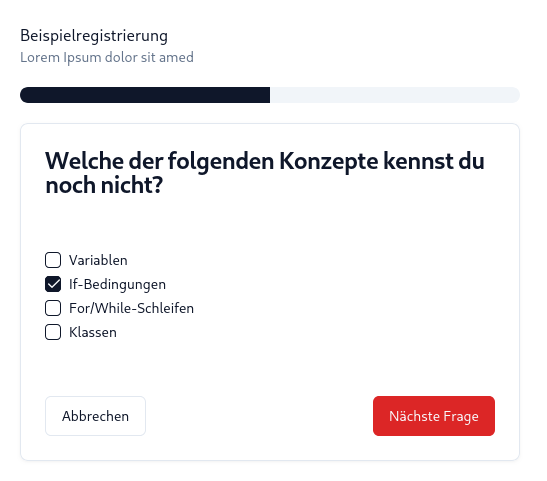 Beispielregistrierung
Lorem Ipsum dolor sit amed
Welche der folgenden Konzepte kennst du
noch nicht?
Variablen
If-Bedingungen
For/While-Schleifen
Klassen
Abbrechen
Nächste Frage